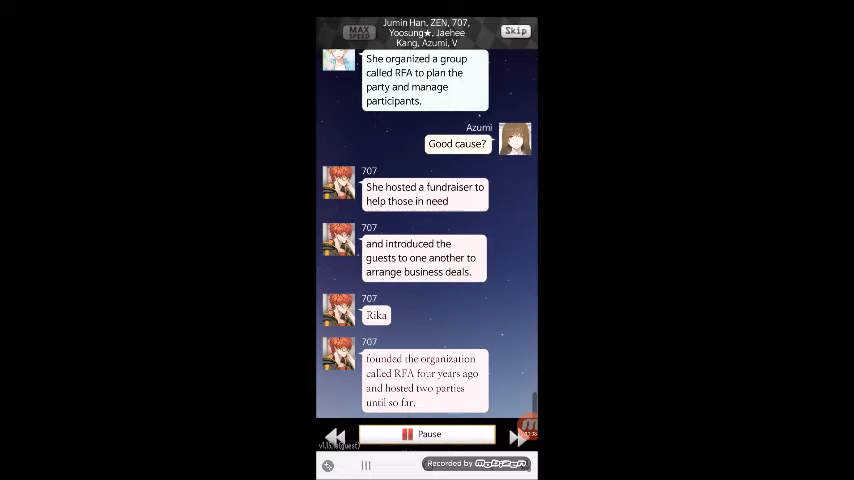 Jumin Han, ZEN, 707,
Yoosung★, Jaehee
Kang, Azumi, V
MAX
SPEED
Skip
She organized a group
called RFA to plan the
party and manage
participants.
Azumi
Good cause?
707
She hosted a fundraiser to
help those in need
707
and introduced the
guests to one another to
arrange business deals.
707
Rika
707
founded the organization
called RFA four years ago
and hosted two parties
until so far.
Pause
Recorded by
mobizen